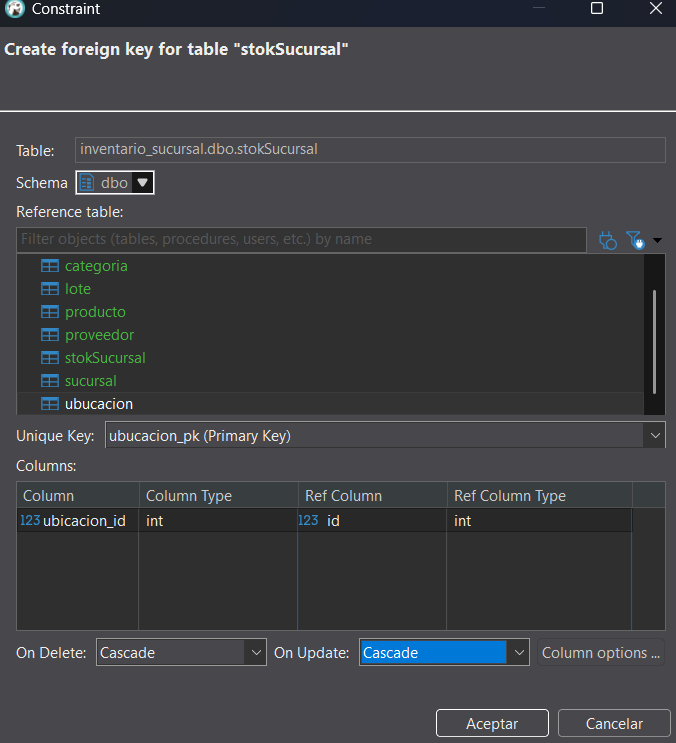 Constraint
Create foreign key for table "stokSucursal"
Table: inventario_sucursal.dbo.stokSucursal
Schema dbo
Reference table:
Filter objects (tables, procedures, users, etc.) by name
categoria
lote
producto
proveedor
stokSucursal
sucursal
ubucacion
Unique Key: ubucacion_pk (Primary Key)
Columns:
Column Column Type Ref Column Ref Column Type
123 ubicacion_id int 123 id int
On Delete: Cascade On Update: Cascade Column options ...
Aceptar Cancelar